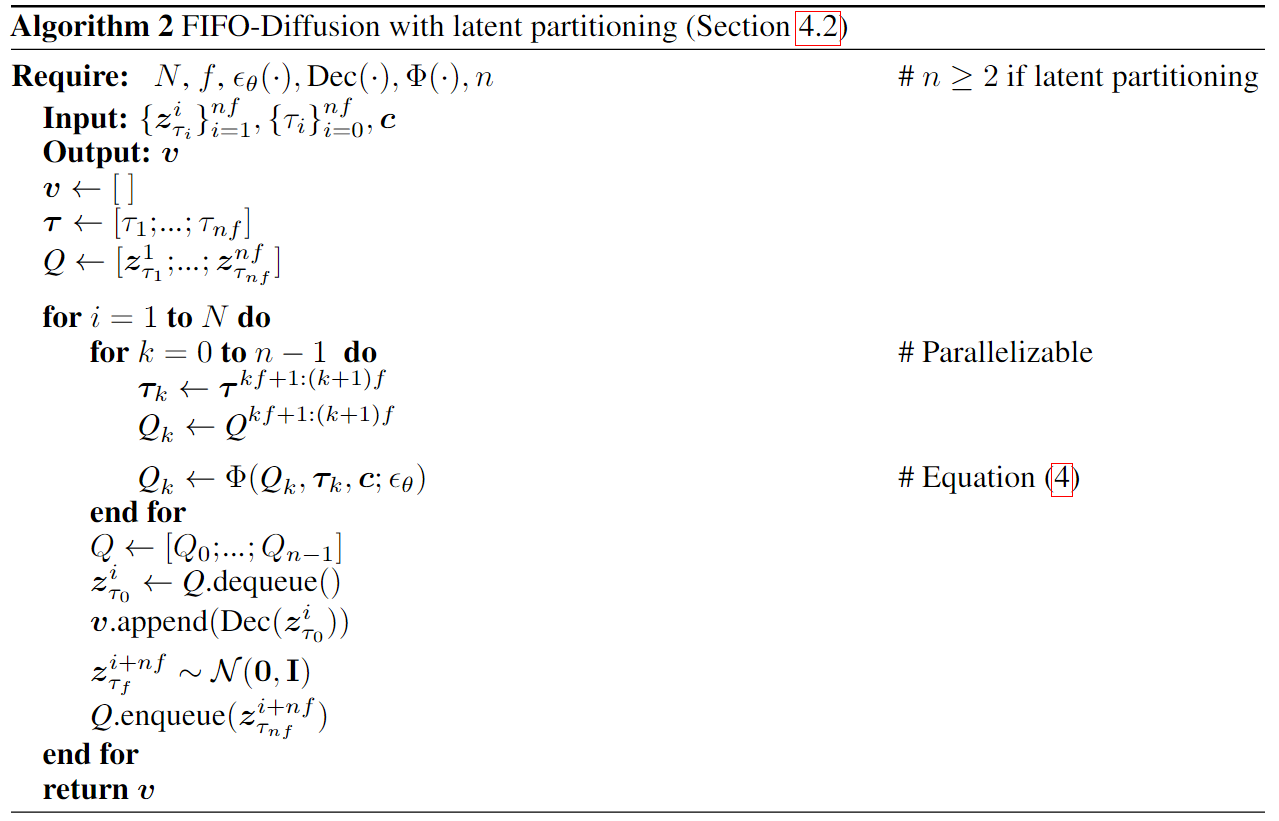 Algorithm 2 FIFO-Diffusion with latent partitioning (Section 4.2)
Require: $N, f, \epsilon_\theta(\cdot), \mathrm{Dec}(\cdot), \Phi(\cdot), n$ # $n \geq 2$ if latent partitioning
Input: $\{\boldsymbol{z}^i_{\tau_i}\}_{i=1}^{nf}, \{\tau_i\}_{i=0}^{nf}, \boldsymbol{c}$
Output: $\boldsymbol{v}$
$\boldsymbol{v} \leftarrow [\,]$
$\boldsymbol{\tau} \leftarrow [\tau_1; ...; \tau_{nf}]$
$Q \leftarrow [\boldsymbol{z}^1_{\tau_1}; ...; \boldsymbol{z}^{nf}_{\tau_{nf}}]$
for $i = 1$ to $N$ do
for $k = 0$ to $n - 1$ do # Parallelizable
$\boldsymbol{\tau}_k \leftarrow \boldsymbol{\tau}^{kf+1:(k+1)f}$
$Q_k \leftarrow Q^{kf+1:(k+1)f}$
$Q_k \leftarrow \Phi(Q_k, \boldsymbol{\tau}_k, \boldsymbol{c}; \epsilon_\theta)$ # Equation (4)
end for
$Q \leftarrow [Q_0; ...; Q_{n-1}]$
$\boldsymbol{z}^i_{\tau_0} \leftarrow Q.\mathrm{dequeue}()$
$\boldsymbol{v}.\mathrm{append}(\mathrm{Dec}(\boldsymbol{z}^i_{\tau_0}))$
$\boldsymbol{z}^{i+nf}_{\tau_f} \sim \mathcal{N}(\mathbf{0}, \mathbf{I})$
$Q.\mathrm{enqueue}(\boldsymbol{z}^{i+nf}_{\tau_{nf}})$
end for
return $\boldsymbol{v}$